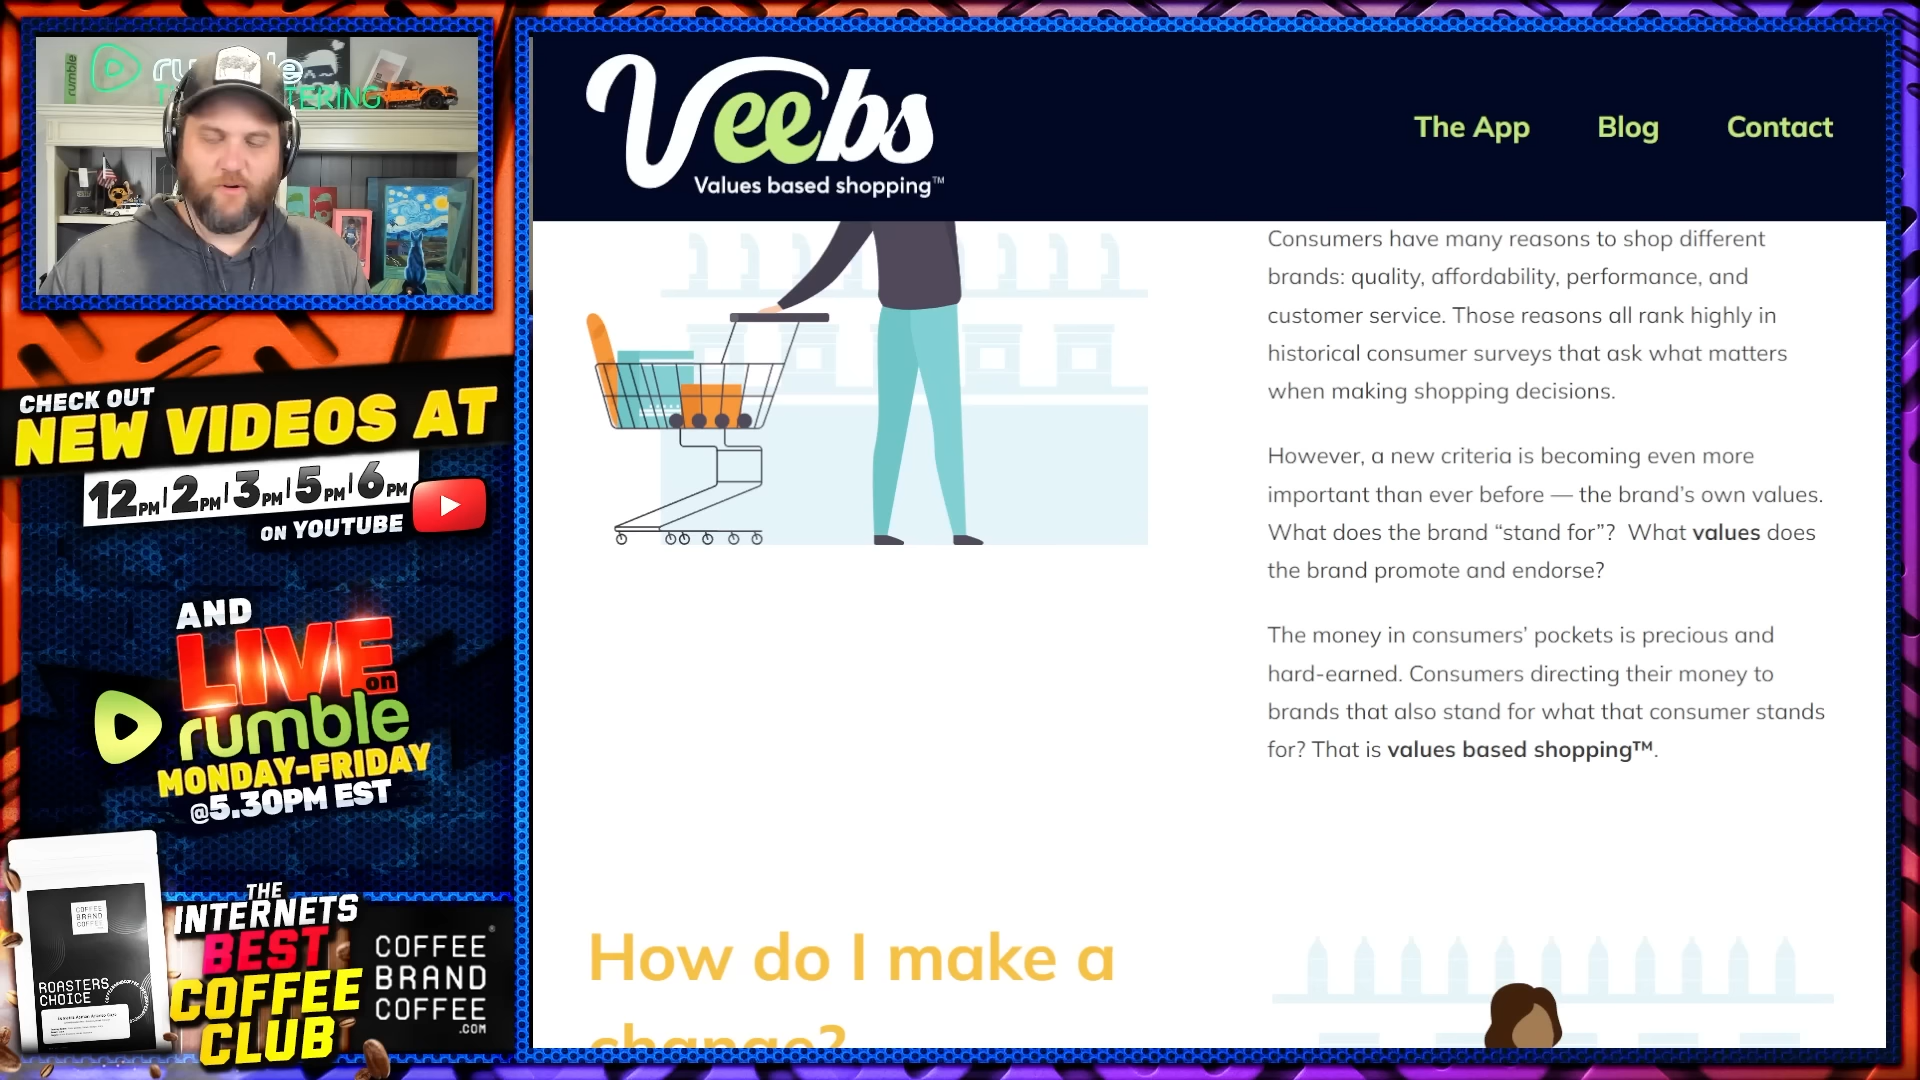 rumble
CHECK OUT
NEW VIDEOS AT
12PM | 2PM | 3PM | 5PM | 6PM
ON YOUTUBE
AND
LIVE
on
rumble
MONDAY-FRIDAY
@5.30PM EST
THE
INTERNETS
BEST
COFFEE
CLUB
COFFEE
BRAND
COFFEE
ROASTERS
CHOICE
COFFEE
BRAND
COFFEE
.COM
Veebs
Values based shopping™
The App
Blog
Contact
Consumers have many reasons to shop different
brands: quality, affordability, performance, and
customer service. Those reasons all rank highly in
historical consumer surveys that ask what matters
when making shopping decisions.
However, a new criteria is becoming even more
important than ever before — the brand’s own values.
What does the brand “stand for”?  What values does
the brand promote and endorse?
The money in consumers’ pockets is precious and
hard-earned. Consumers directing their money to
brands that also stand for what that consumer stands
for? That is values based shopping™.
How do I make a
change?